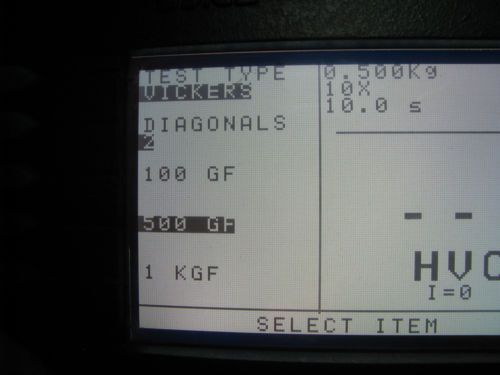 TEST TYPE
VICKERS
DIAGONALS
2
100 GF
500 GF
1 KGF
0.500Kg
10X
10.0 s
- -
HVC
I=0
SELECT ITEM